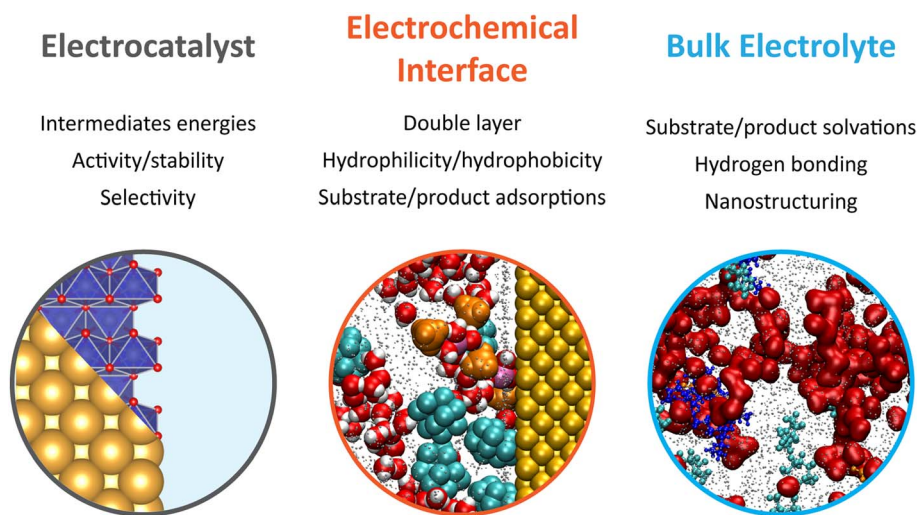 Electrocatalyst
Intermediates energies
Activity/stability
Selectivity
Electrochemical
Interface
Double layer
Hydrophilicity/hydrophobicity
Substrate/product adsorptions
Bulk Electrolyte
Substrate/product solvations
Hydrogen bonding
Nanostructuring